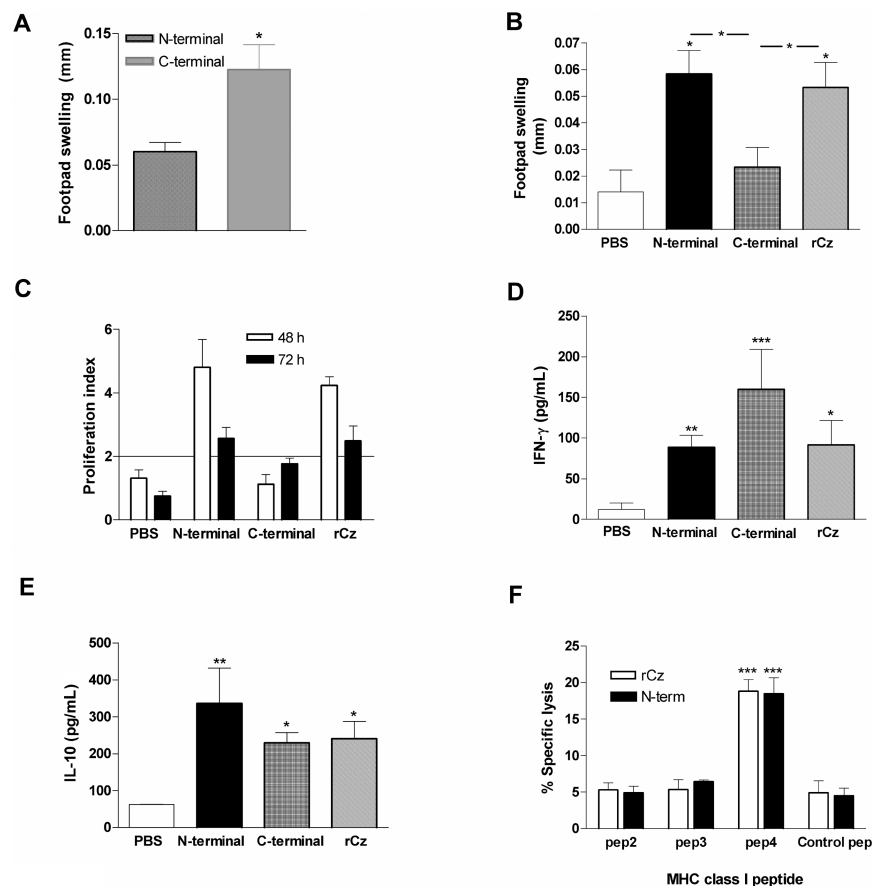 A
Footpad swelling (mm)
0.15
0.10
0.05
0.00
N-terminal
C-terminal
*
B
Footpad swelling
(mm)
0.07
0.06
0.05
0.04
0.03
0.02
0.01
0.00
*
*
*
*
PBS N-terminal C-terminal rCz
C
Proliferation index
6
4
2
0
48 h
72 h
PBS N-terminal C-terminal rCz
D
IFN-γ (pg/mL)
250
200
150
100
50
0
**
***
*
PBS N-terminal C-terminal rCz
E
IL-10 (pg/mL)
500
400
300
200
100
0
**
*
*
PBS N-terminal C-terminal rCz
F
% Specific lysis
25
20
15
10
5
0
rCz
N-term
*** ***
pep2 pep3 pep4 Control pep
MHC class I peptide